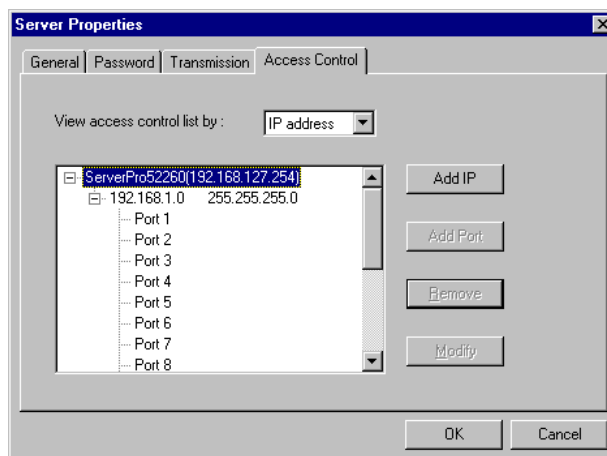 Server Properties
General Password Transmission Access Control
View access control list by : IP address
ServerPro52260(192.168.127.254)
192.168.1.0 255.255.255.0
Port 1
Port 2
Port 3
Port 4
Port 5
Port 6
Port 7
Port 8
Add IP
Add Port
Remove
Modify
OK Cancel